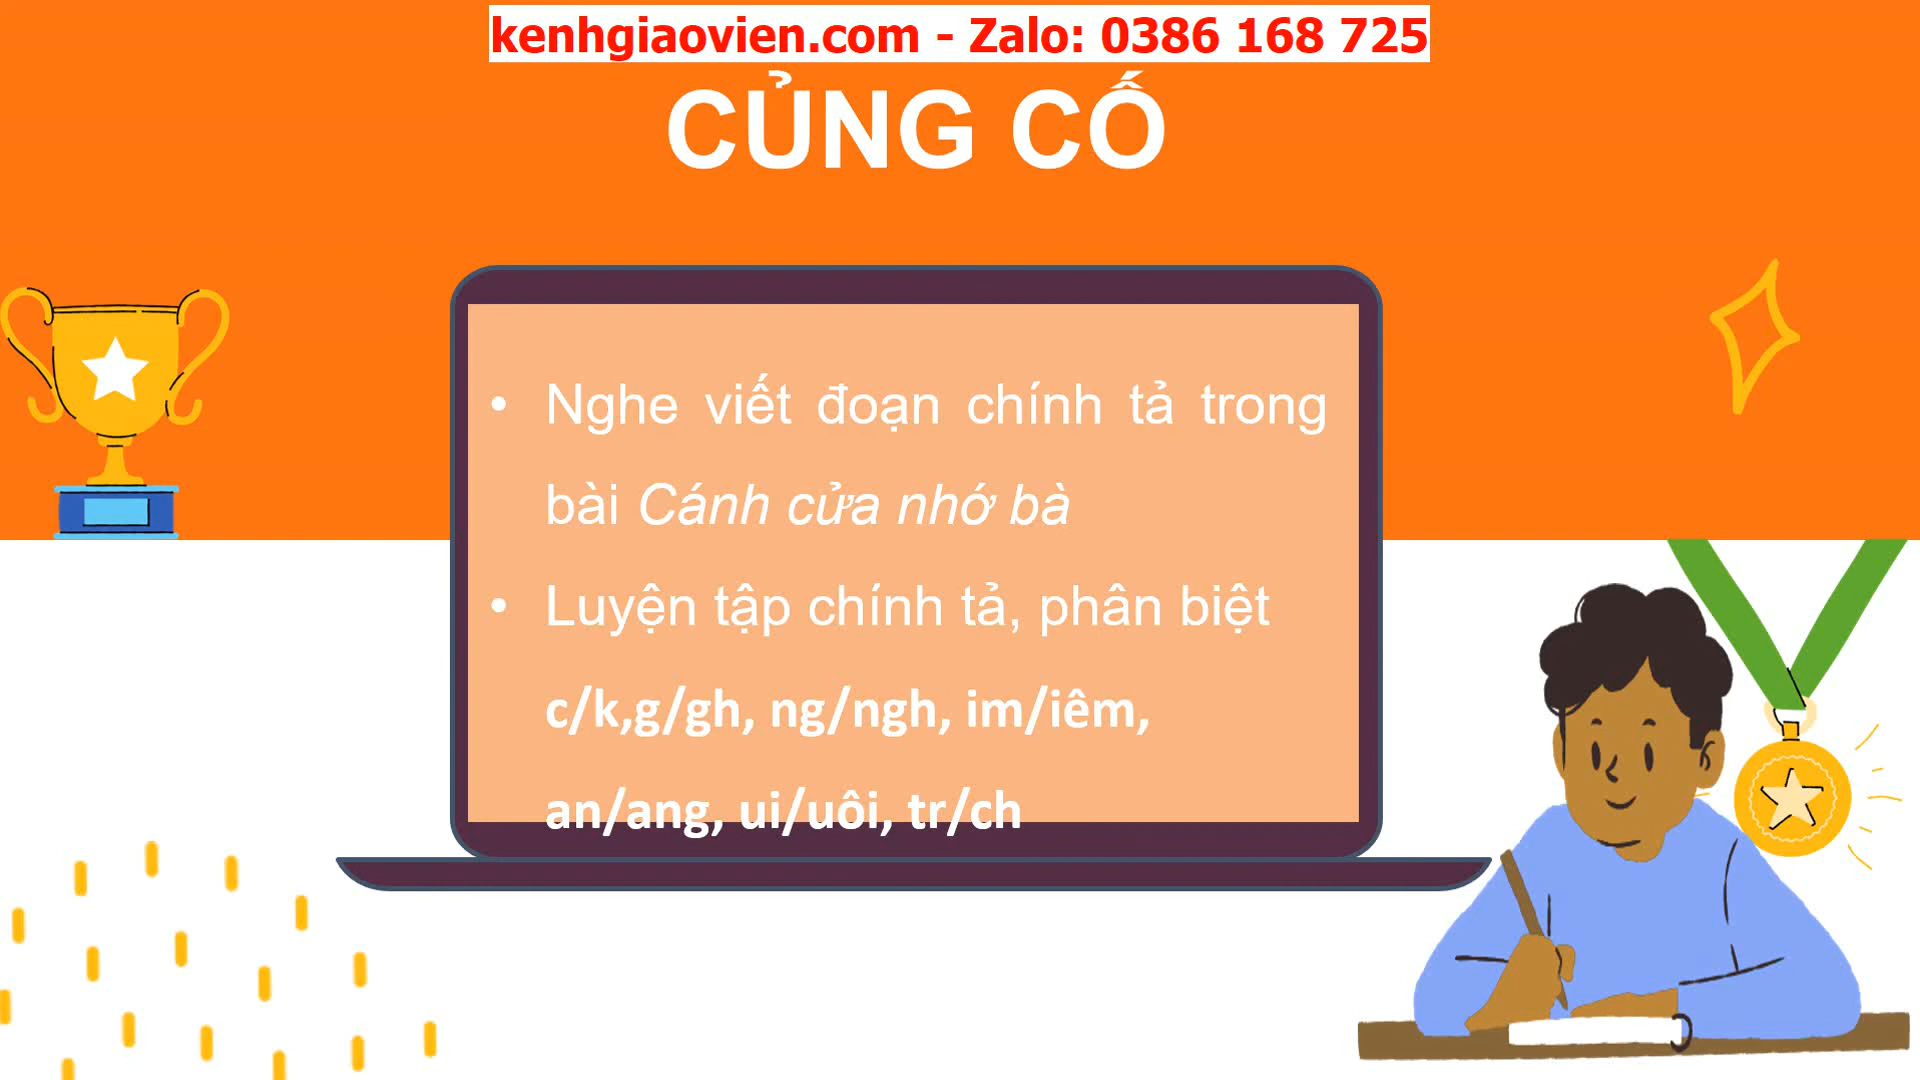 kenhgiaovien.com - Zalo: 0386 168 725
CỦNG CỐ
• Nghe viết đoạn chính tả trong
bài Cánh cửa nhớ bà
• Luyện tập chính tả, phân biệt
c/k,g/gh, ng/ngh, im/iêm,
an/ang, ui/uôi, tr/ch